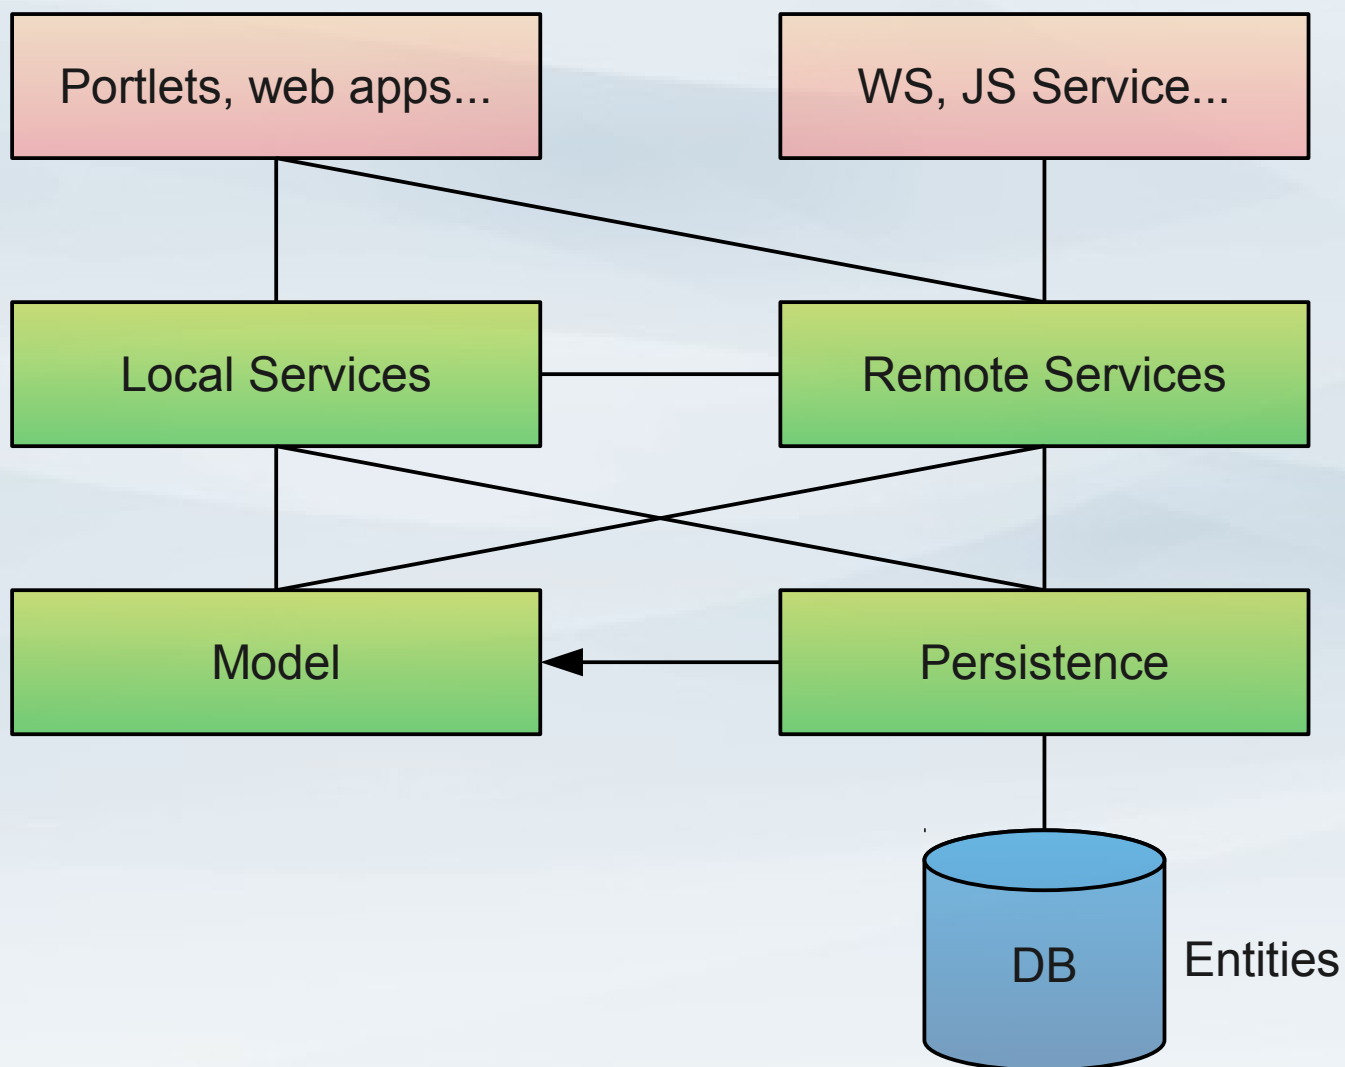 Portlets, web apps...
WS, JS Service...
Local Services
Remote Services
Model
Persistence
DB
Entities